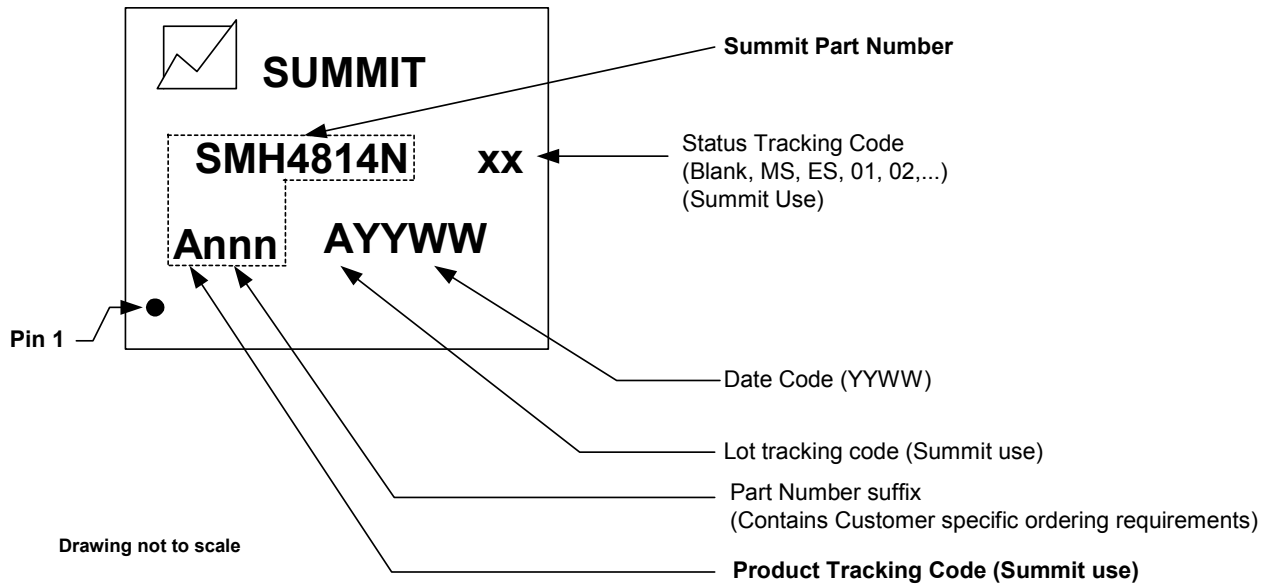 Summit Part Number
SUMMIT
SMH4814N xx
Status Tracking Code
(Blank, MS, ES, 01, 02,...)
(Summit Use)
Annn AYYWW
Pin 1
Date Code (YYWW)
Lot tracking code (Summit use)
Part Number suffix
(Contains Customer specific ordering requirements)
Drawing not to scale
Product Tracking Code (Summit use)